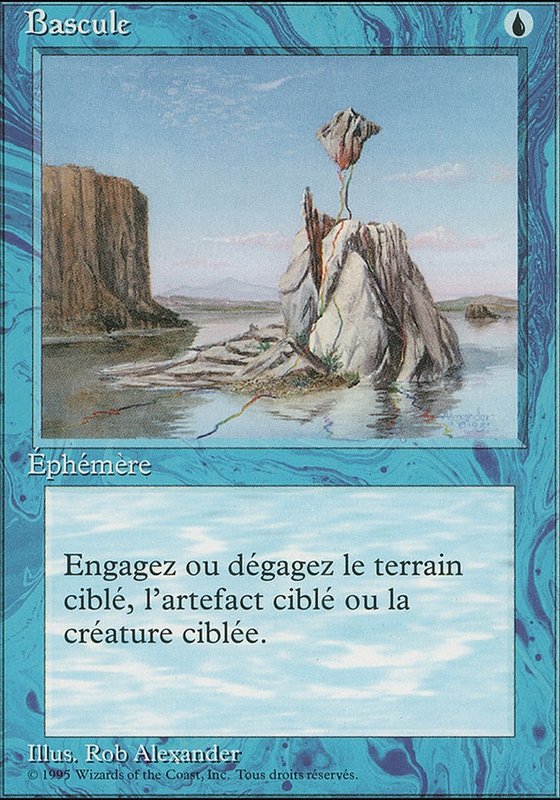 Bascule
Éphémère
Engagez ou dégagez le terrain
ciblé, l'artefact ciblé ou la
créature ciblée.
Illus. Rob Alexander
© 1995 Wizards of the Coast, Inc. Tous droits réservés.